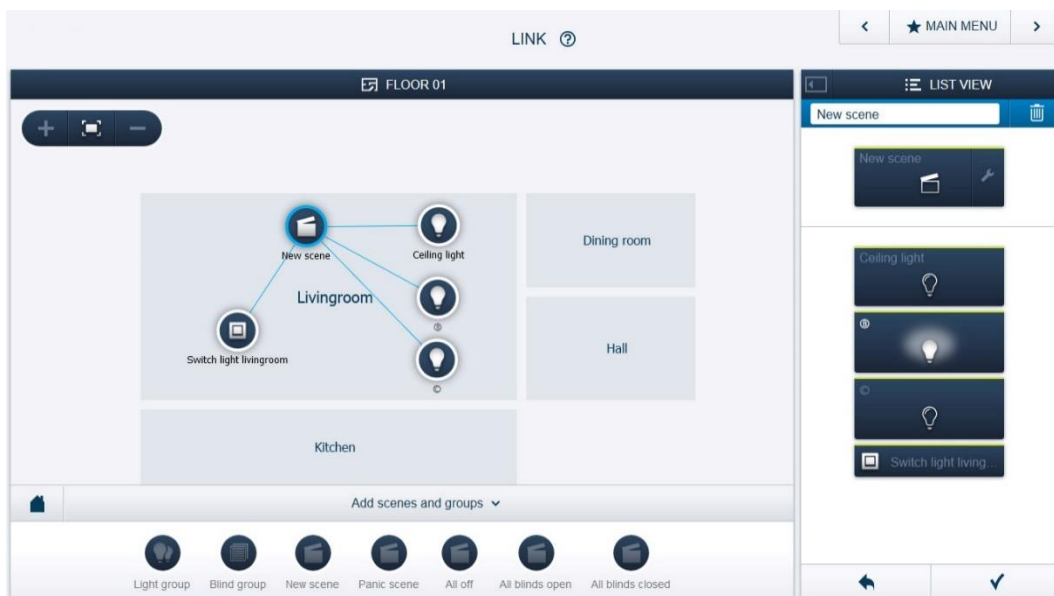 LINK ?
MAIN MENU
FLOOR 01
LIST VIEW
New scene
New scene
Ceiling light
®
©
Switch light living...
New scene
Ceiling light
Livingroom
®
Switch light livingroom
©
Dining room
Hall
Kitchen
Add scenes and groups
Light group
Blind group
New scene
Panic scene
All off
All blinds open
All blinds closed